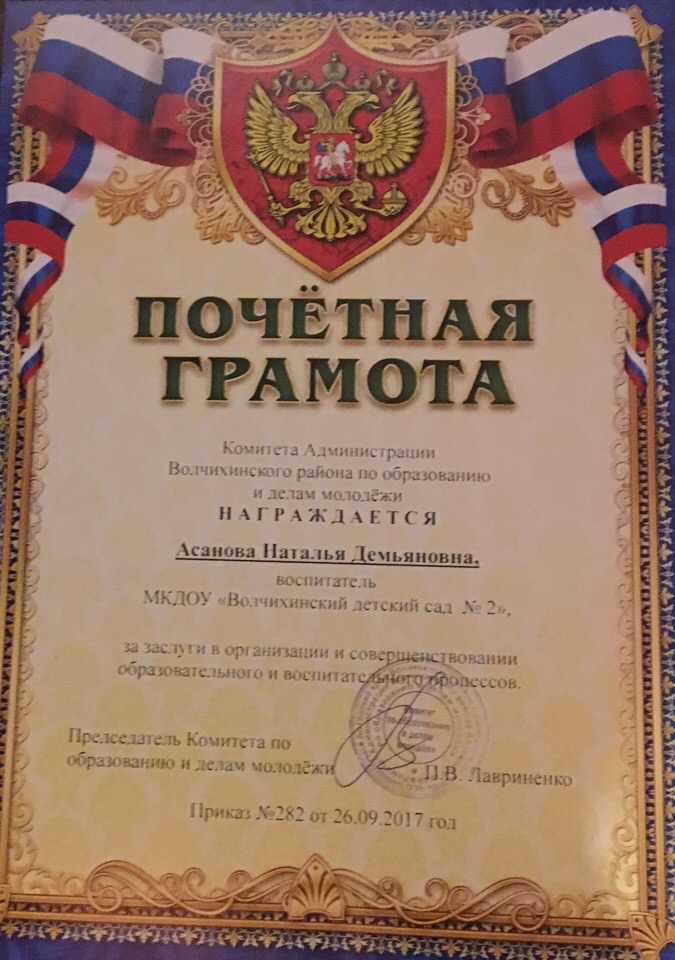 ПОЧЁТНАЯ
ГРАМОТА
Комитета Администрации
Волчихинского района по образованию
и делам молодёжи
НАГРАЖДАЕТСЯ
Асанова Наталья Демьяновна,
воспитатель
МКДОУ «Волчихинский детский сад № 2»,
за заслуги в организации и совершенствовании
образовательного и воспитательного процессов.
Председатель Комитета по
образованию и делам молодёжи П.В. Лавриненко
Приказ №282 от 26.09.2017 год